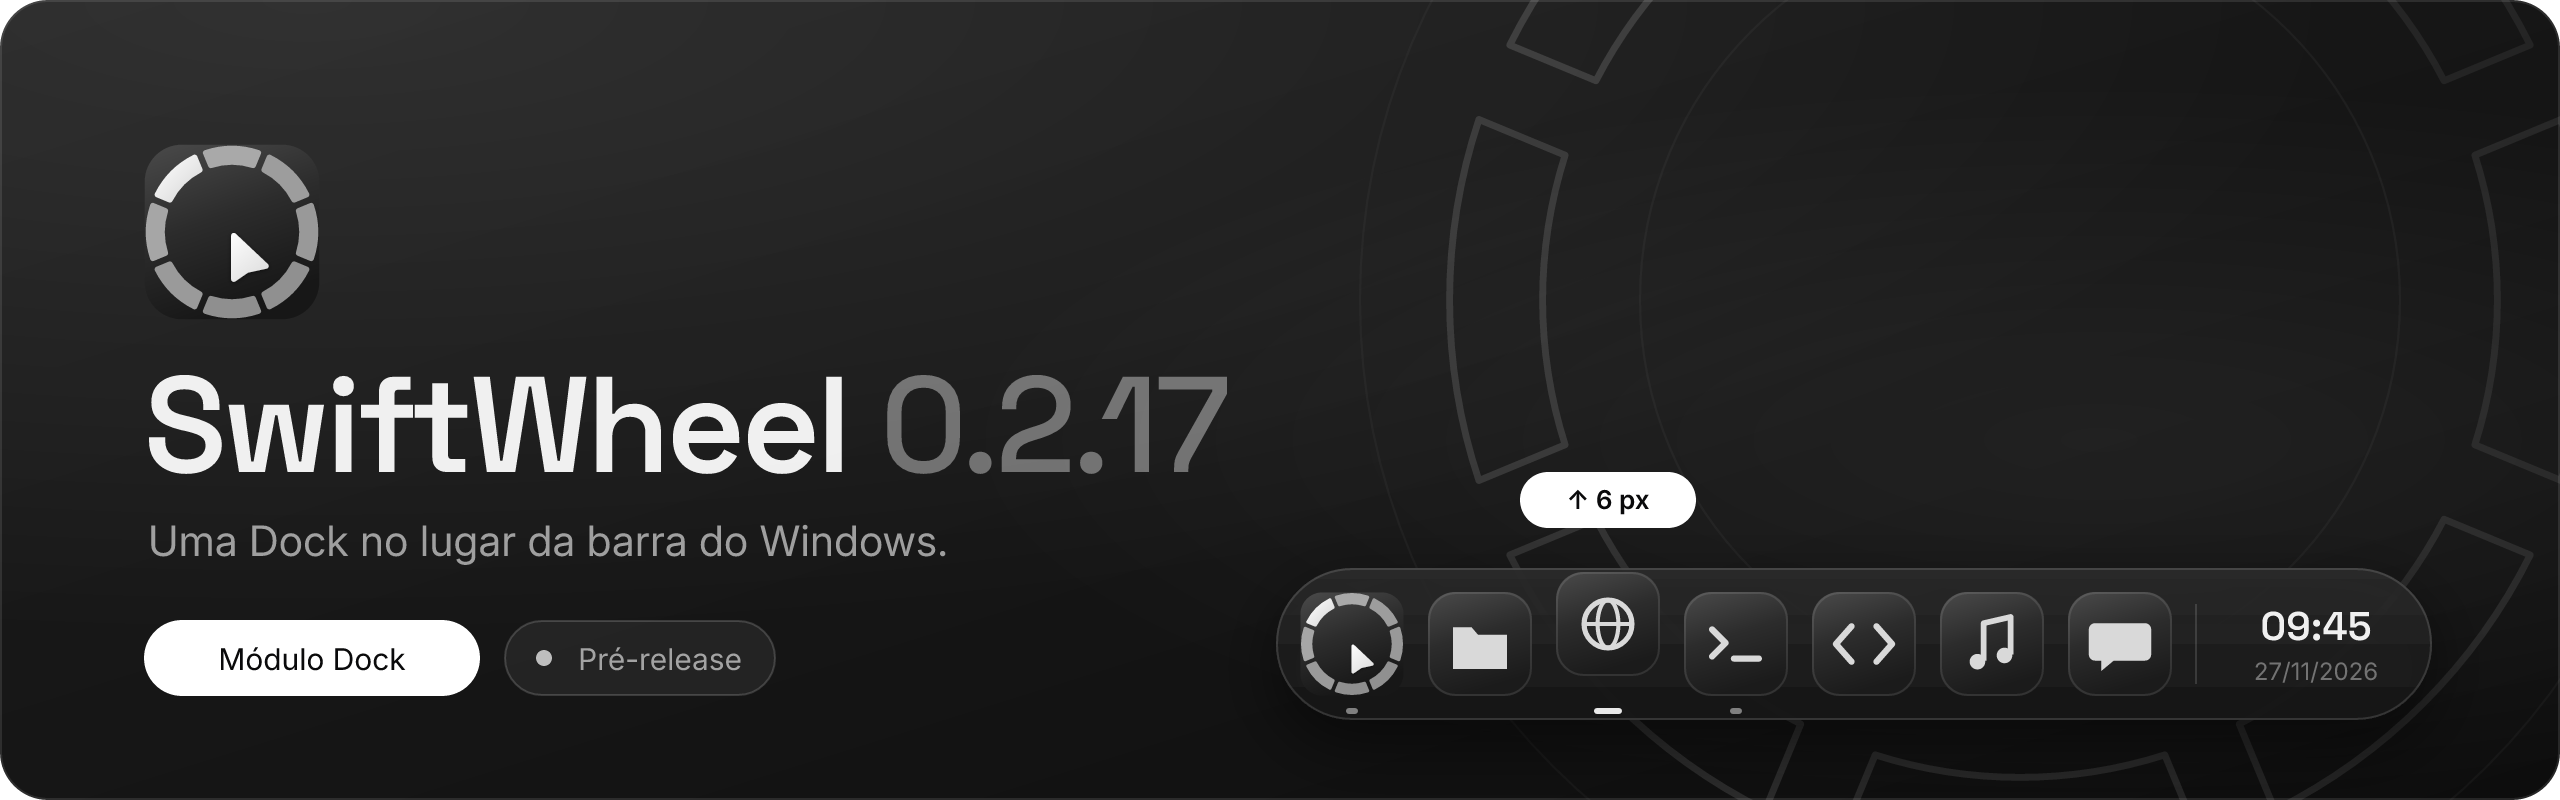 SwiftWheel 0.2.17
Uma Dock no lugar da barra do Windows.
Módulo Dock
Pré-release
↑ 6 px
09:45
27/11/2026